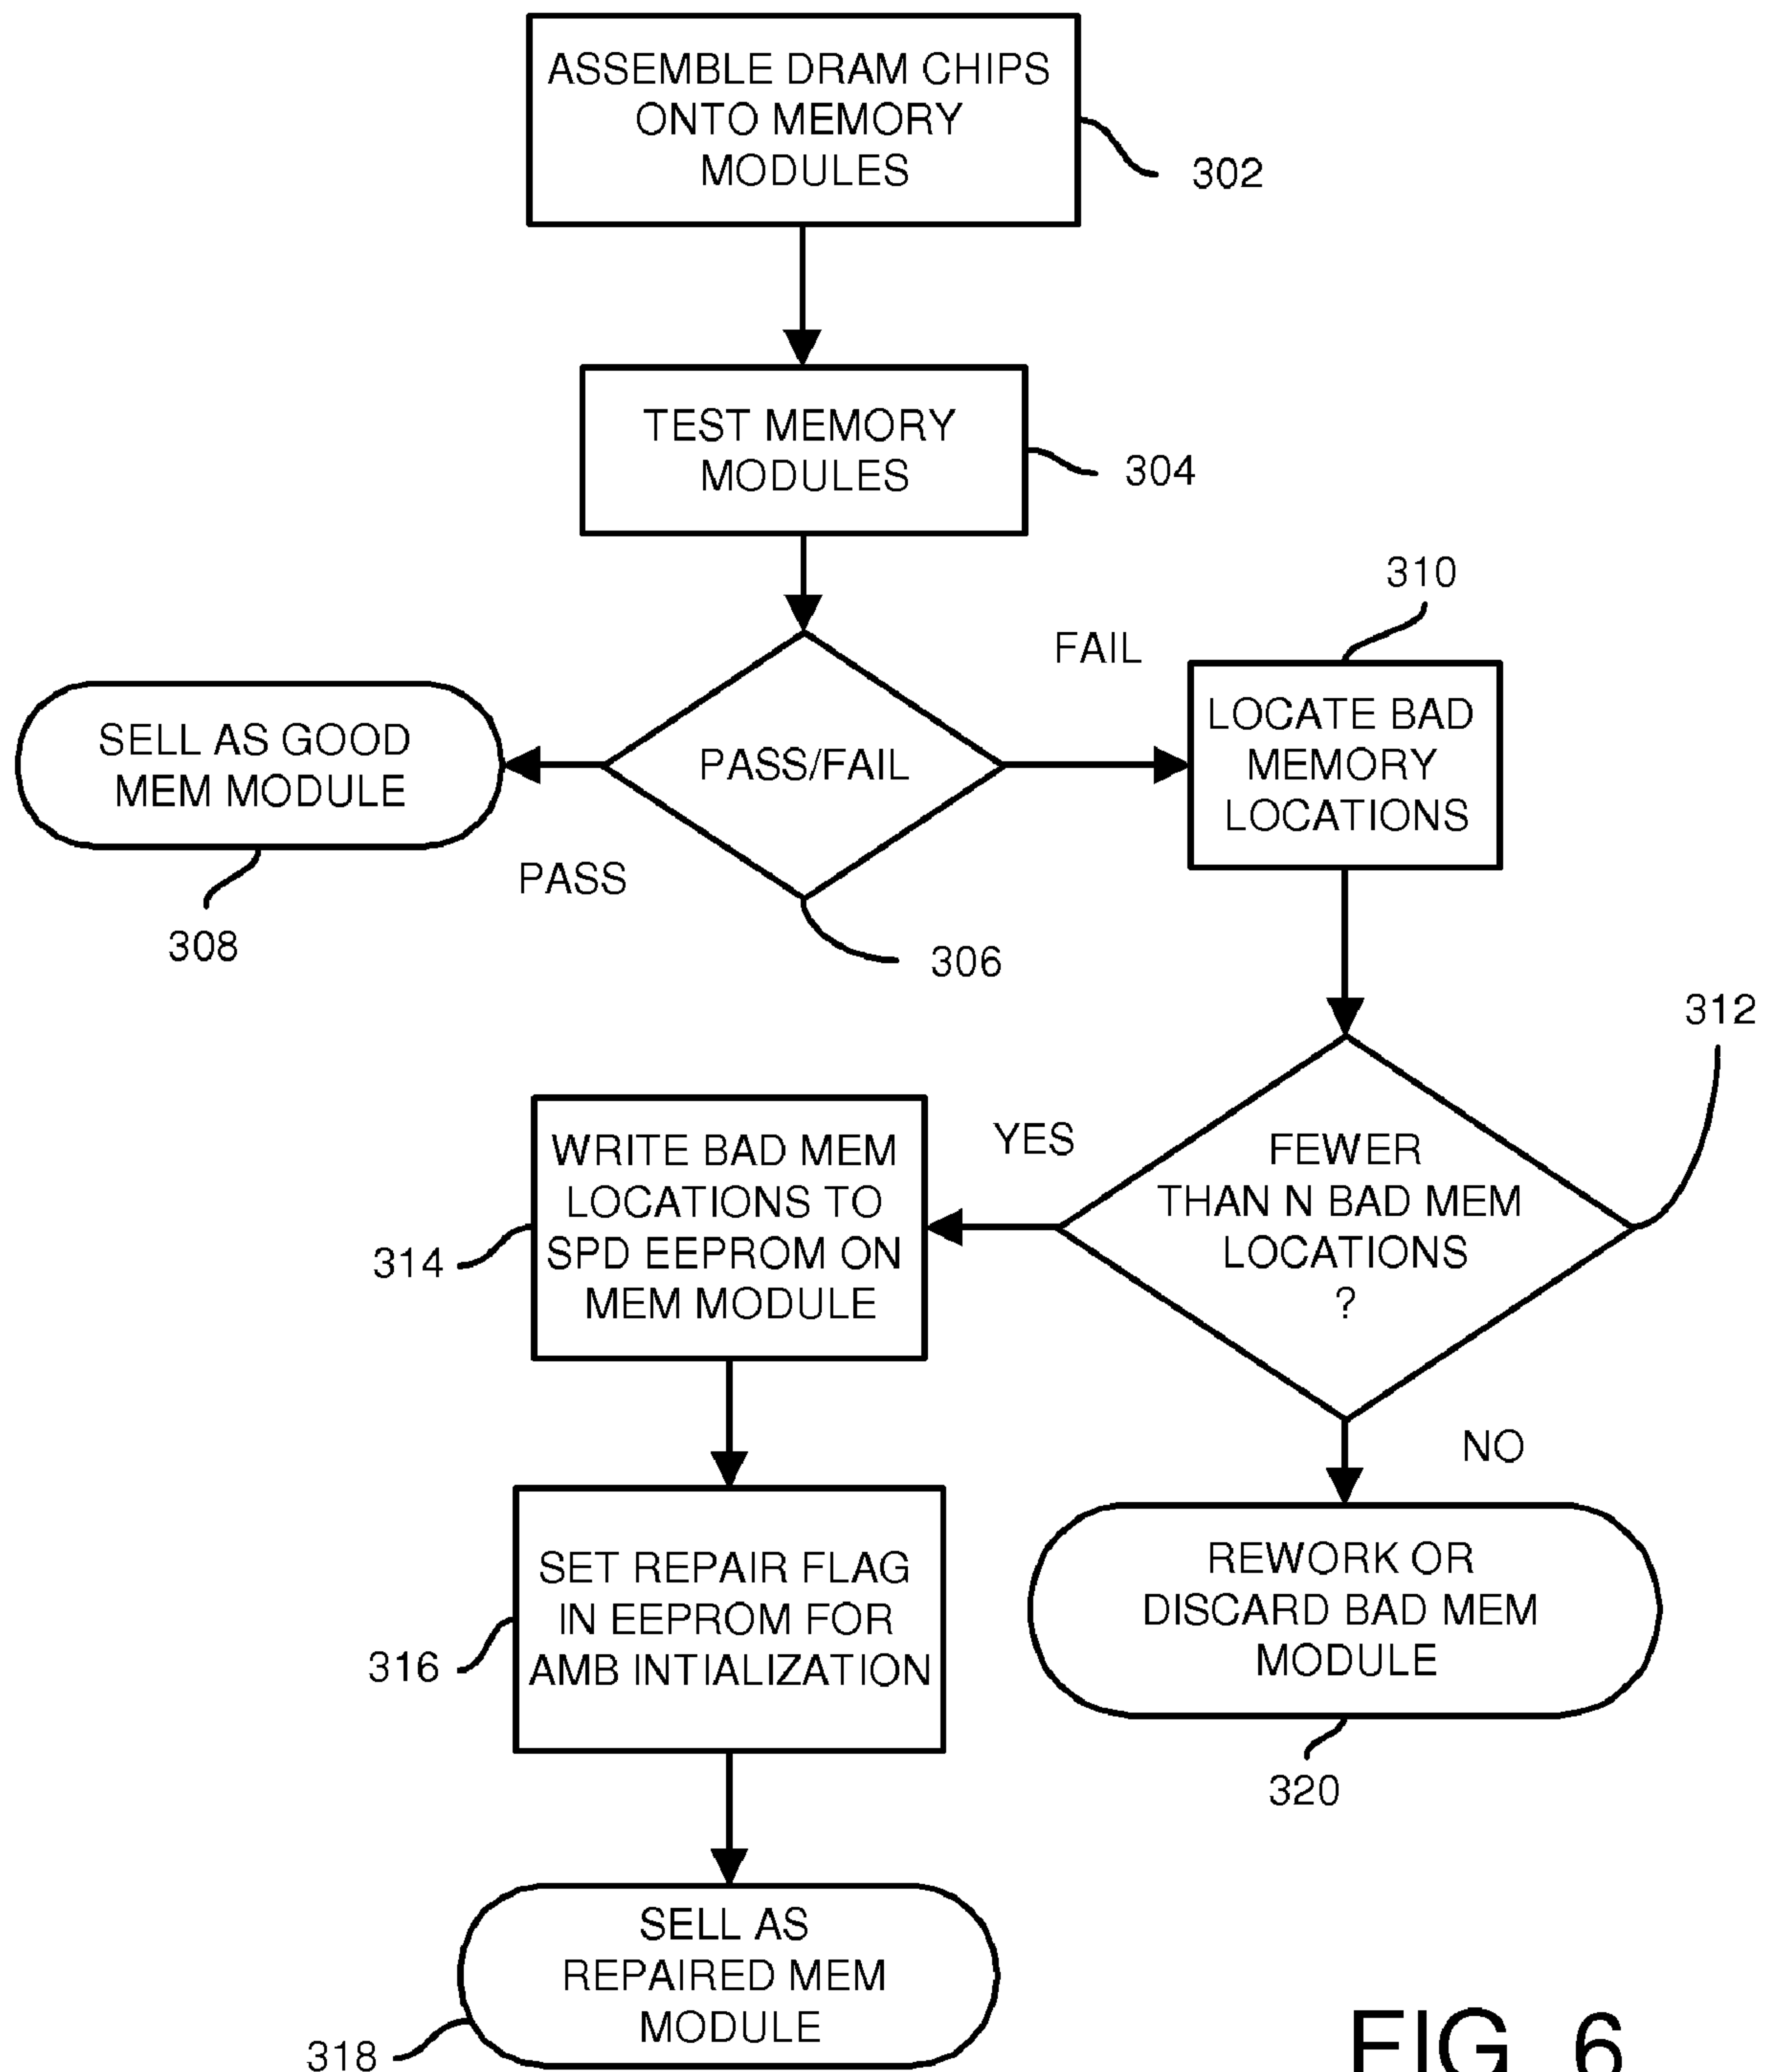 ASSEMBLE DRAM CHIPS
ONTO MEMORY
MODULES
302
TEST MEMORY
MODULES
304
310
FAIL
LOCATE BAD
MEMORY
LOCATIONS
SELL AS GOOD
MEM MODULE
PASS/FAIL
PASS
308
306
312
FEWER
THAN N BAD MEM
LOCATIONS
?
YES
WRITE BAD MEM
LOCATIONS TO
SPD EEPROM ON
MEM MODULE
314
NO
SET REPAIR FLAG
IN EEPROM FOR
AMB INTIALIZATION
316
REWORK OR
DISCARD BAD MEM
MODULE
320
SELL AS
REPAIRED MEM
MODULE
318
FIG. 6